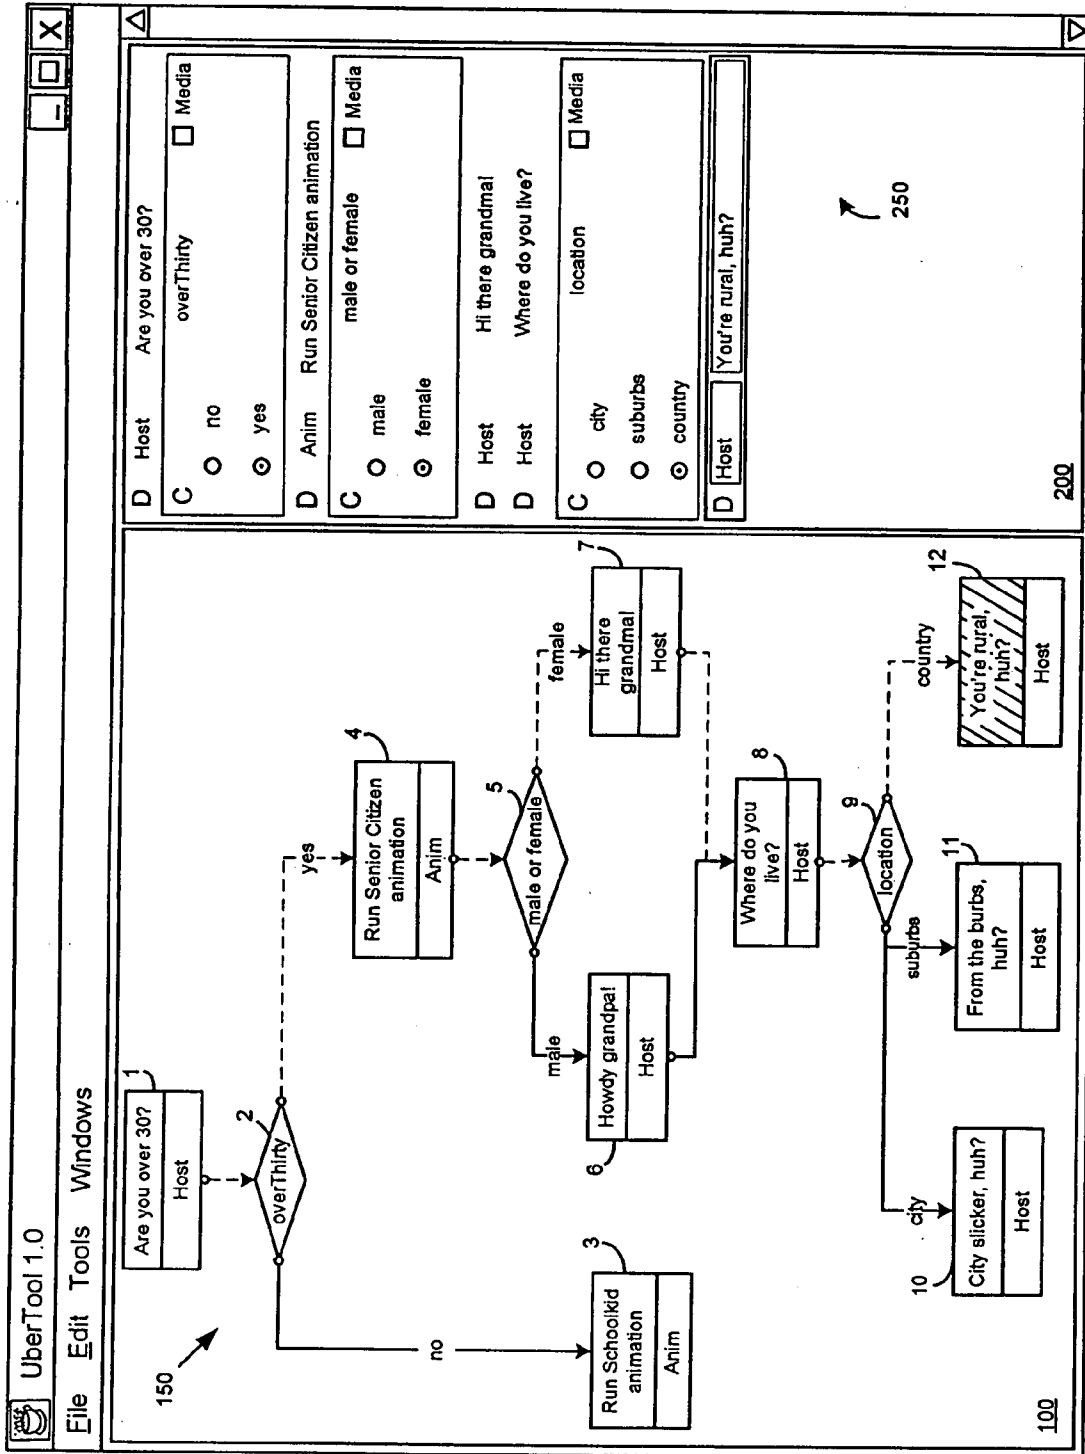 UberTool 1.0
_ X
File Edit Tools Windows
150
Are you over 30?
Host
1
overThirty
2
no
yes
Run Schoolkid
animation
Anim
3
Run Senior Citizen
animation
Anim
4
male or female
5
male
female
Howdy grandpa!
Host
6
Hi there
grandma!
Host
7
Where do you
live?
Host
8
location
9
city
suburbs
country
City slicker, huh?
Host
10
From the burbs,
huh?
Host
11
You're rural,
huh?
Host
12
100
D Host Are you over 30?
C overThirty Media
no
yes
D Anim Run Senior Citizen animation
C male or female Media
male
female
D Host Hi there grandma!
D Host Where do you live?
C location Media
city
suburbs
country
D Host You're rural, huh?
250
200